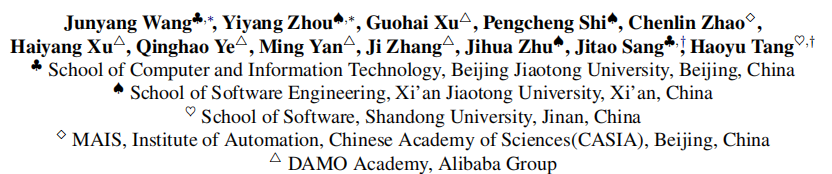 Junyang Wang♣,∗, Yiyang Zhou♠,∗, Guohai Xu△, Pengcheng Shi♠, Chenlin Zhao◇,
Haiyang Xu△, Qinghao Ye△, Ming Yan△, Ji Zhang△, Jihua Zhu♠, Jitao Sang♣,†, Haoyu Tang♡,†
♣ School of Computer and Information Technology, Beijing Jiaotong University, Beijing, China
♠ School of Software Engineering, Xi’an Jiaotong University, Xi’an, China
♡ School of Software, Shandong University, Jinan, China
◇ MAIS, Institute of Automation, Chinese Academy of Sciences(CASIA), Beijing, China
△ DAMO Academy, Alibaba Group